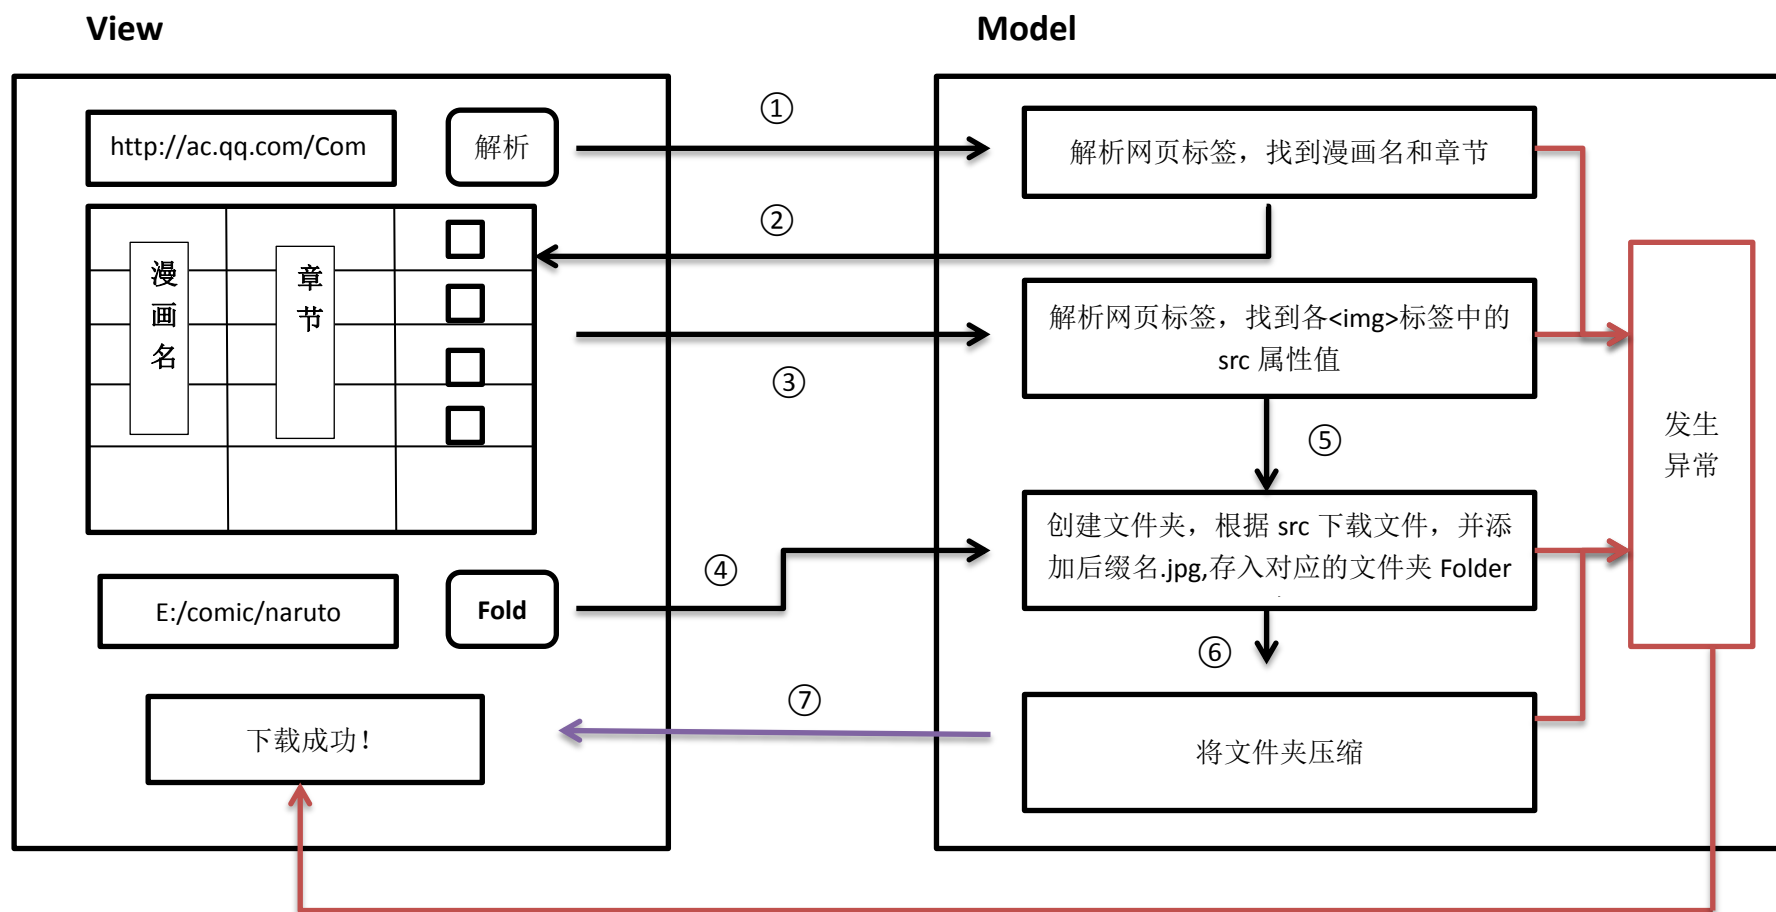 View
Model
①
http://ac.qq.com/Com
解析
解析网页标签，找到漫画名和章节
②
漫画名
章节
解析网页标签，找到各<img>标签中的
src 属性值
③
发生
异常
⑤
创建文件夹，根据 src 下载文件，并添
加后缀名.jpg,存入对应的文件夹 Folder
④
E:/comic/naruto
Fold
⑥
⑦
下载成功！
将文件夹压缩